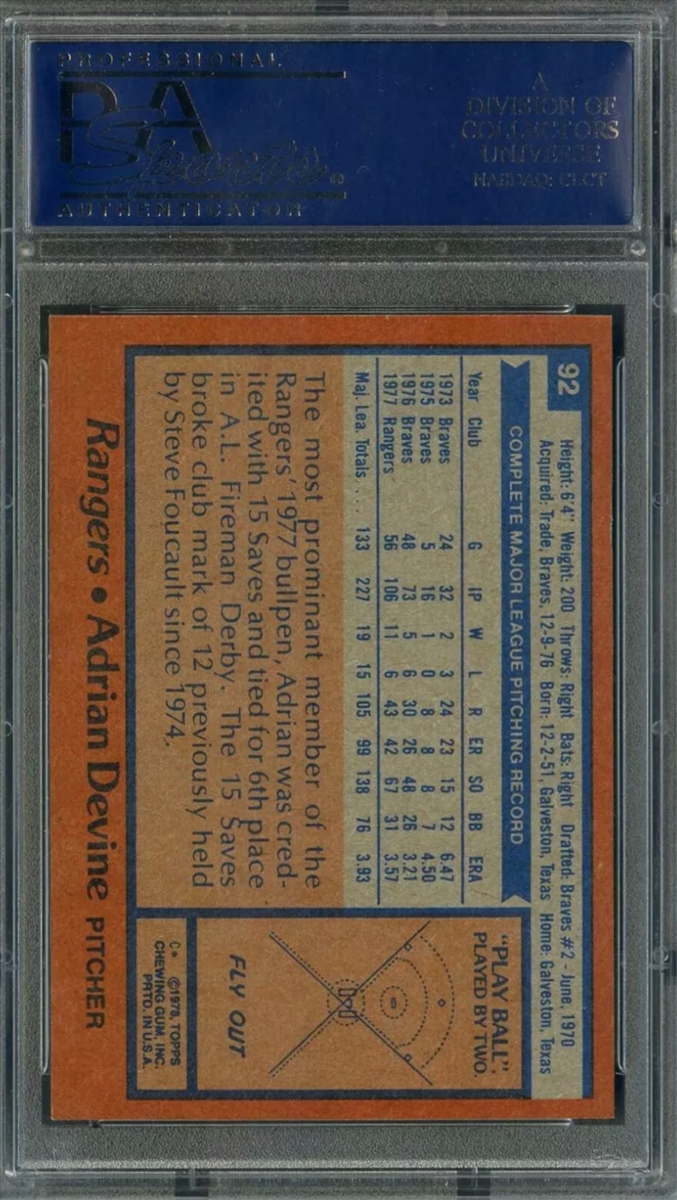 PROFESSIONAL
PSA
Sports
AUTHENTICATOR
A
DIVISION OF
COLLECTORS
UNIVERSE
NASDAQ: CLCT
92
Height: 6'4" Weight: 200 Throws: Right Bats: Right Drafted: Braves #2 - June, 1970
Acquired: Trade, Braves, 12-9-76 Born: 12-2-51, Galveston, Texas Home: Galveston, Texas
COMPLETE MAJOR LEAGUE PITCHING RECORD
Year Club G IP W L R ER SO BB ERA
1973 Braves 24 32 2 3 24 23 15 12 6.47
1975 Braves 5 16 1 0 8 8 8 7 4.50
1976 Braves 48 73 5 6 30 26 48 26 3.21
1977 Rangers 56 106 11 6 43 42 67 31 3.57
Maj. Lea. Totals . . . 133 227 19 15 105 99 138 76 3.93
The most prominant member of the
Rangers' 1977 bullpen, Adrian was cred-
ited with 15 Saves and tied for 6th place
in A.L. Fireman Derby. The 15 Saves
broke club mark of 12 previously held
by Steve Foucault since 1974.
"PLAY BALL"
PLAYED BY TWO.
FLY OUT
C* ©1978, TOPPS
CHEWING GUM, INC.
PRTD. IN U.S.A.
Rangers • Adrian Devine PITCHER